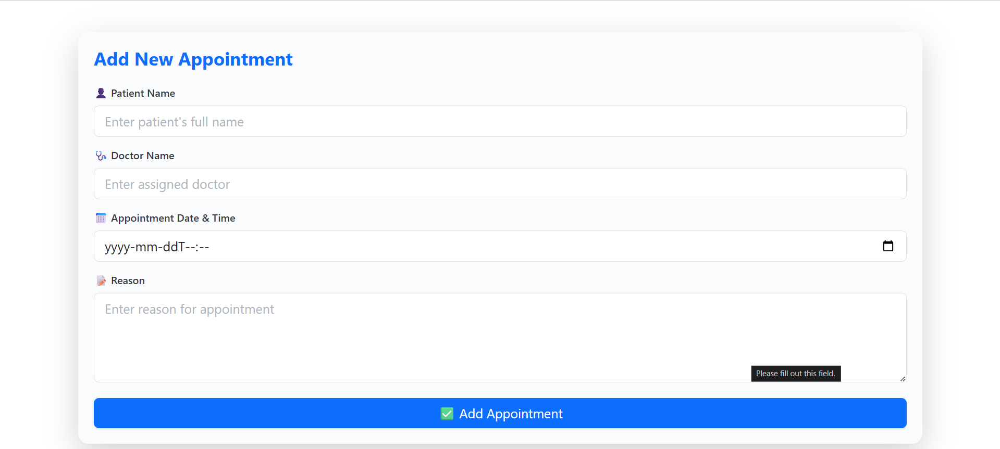 Add New Appointment
Patient Name
Enter patient's full name
Doctor Name
Enter assigned doctor
Appointment Date & Time
yyyy-mm-ddT--:--
Reason
Enter reason for appointment
Please fill out this field.
Add Appointment